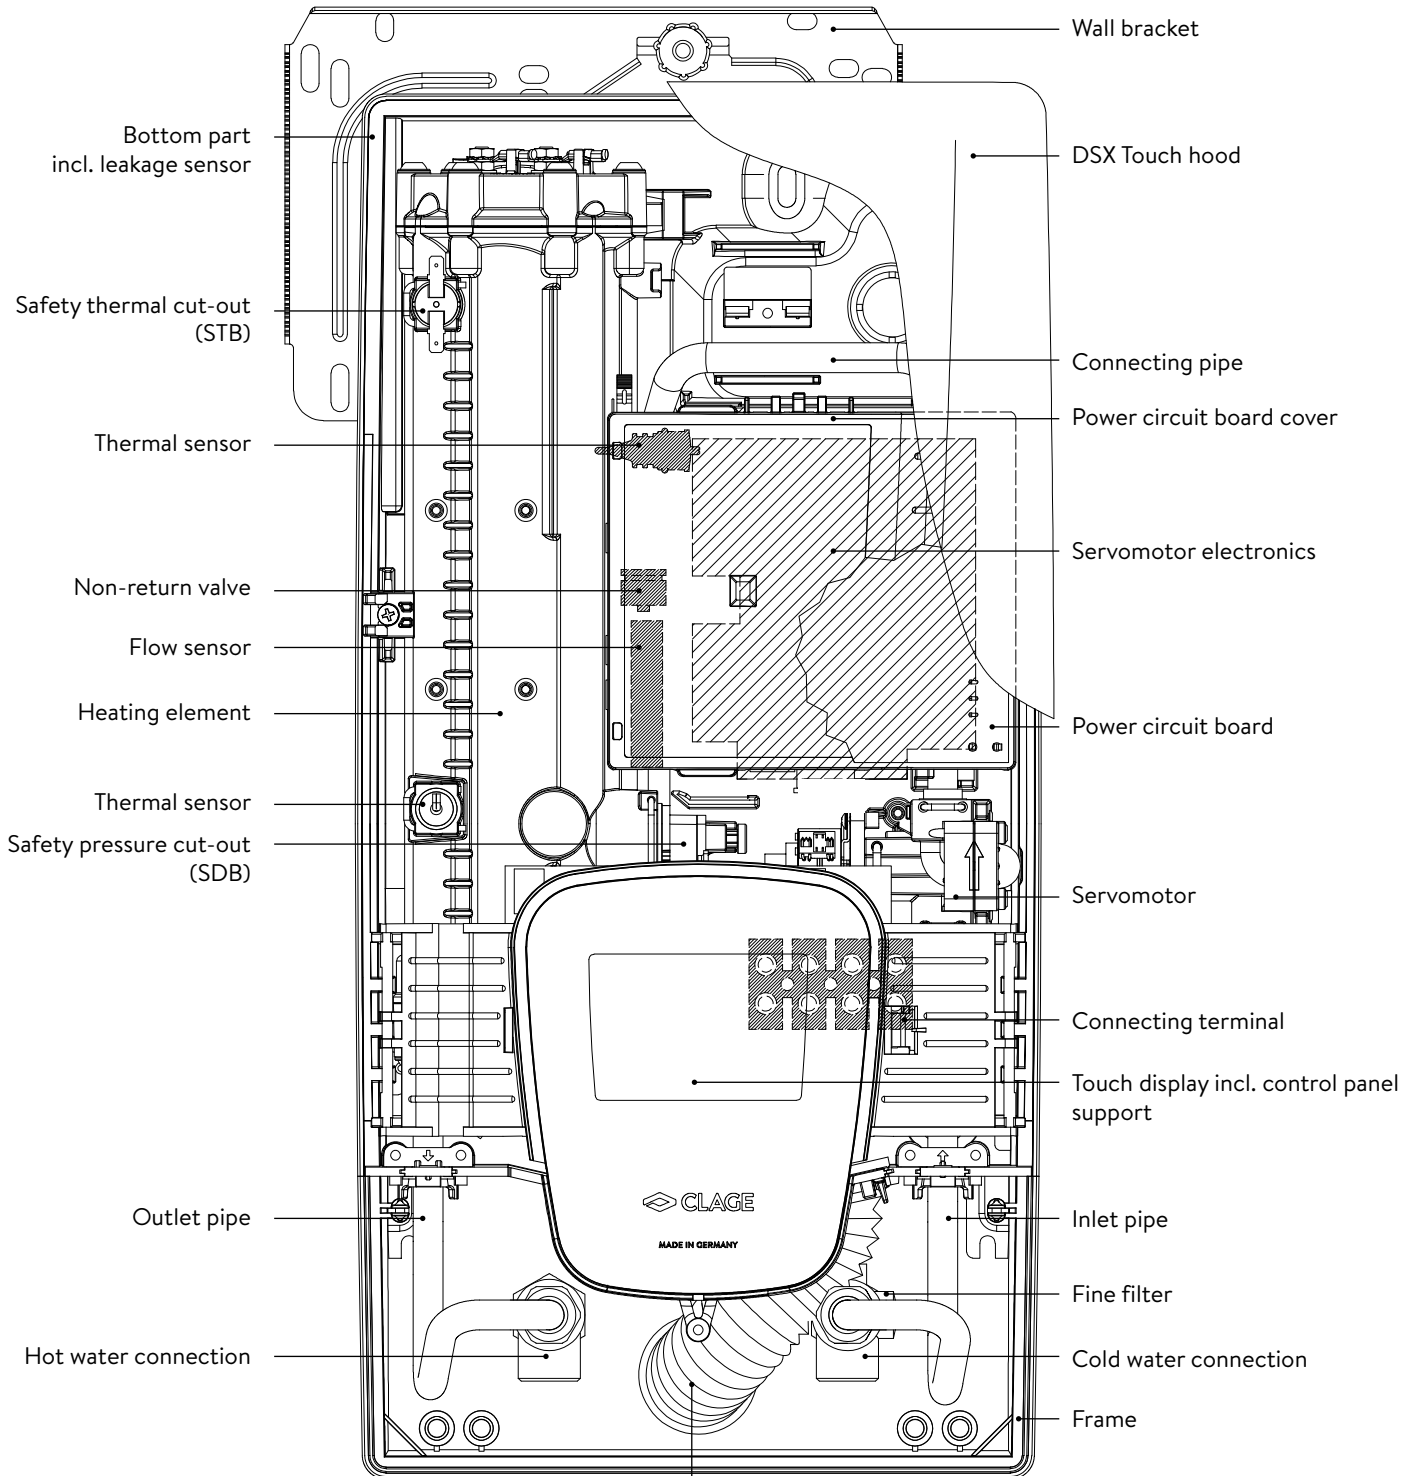 Wall bracket
Bottom part
incl. leakage sensor
DSX Touch hood
Safety thermal cut-out
(STB)
Connecting pipe
Power circuit board cover
Thermal sensor
Servomotor electronics
Non-return valve
Flow sensor
Heating element
Power circuit board
Thermal sensor
Safety pressure cut-out
(SDB)
Servomotor
Connecting terminal
Touch display incl. control panel
support
CLAGE
MADE IN GERMANY
Outlet pipe
Inlet pipe
Fine filter
Hot water connection
Cold water connection
Frame